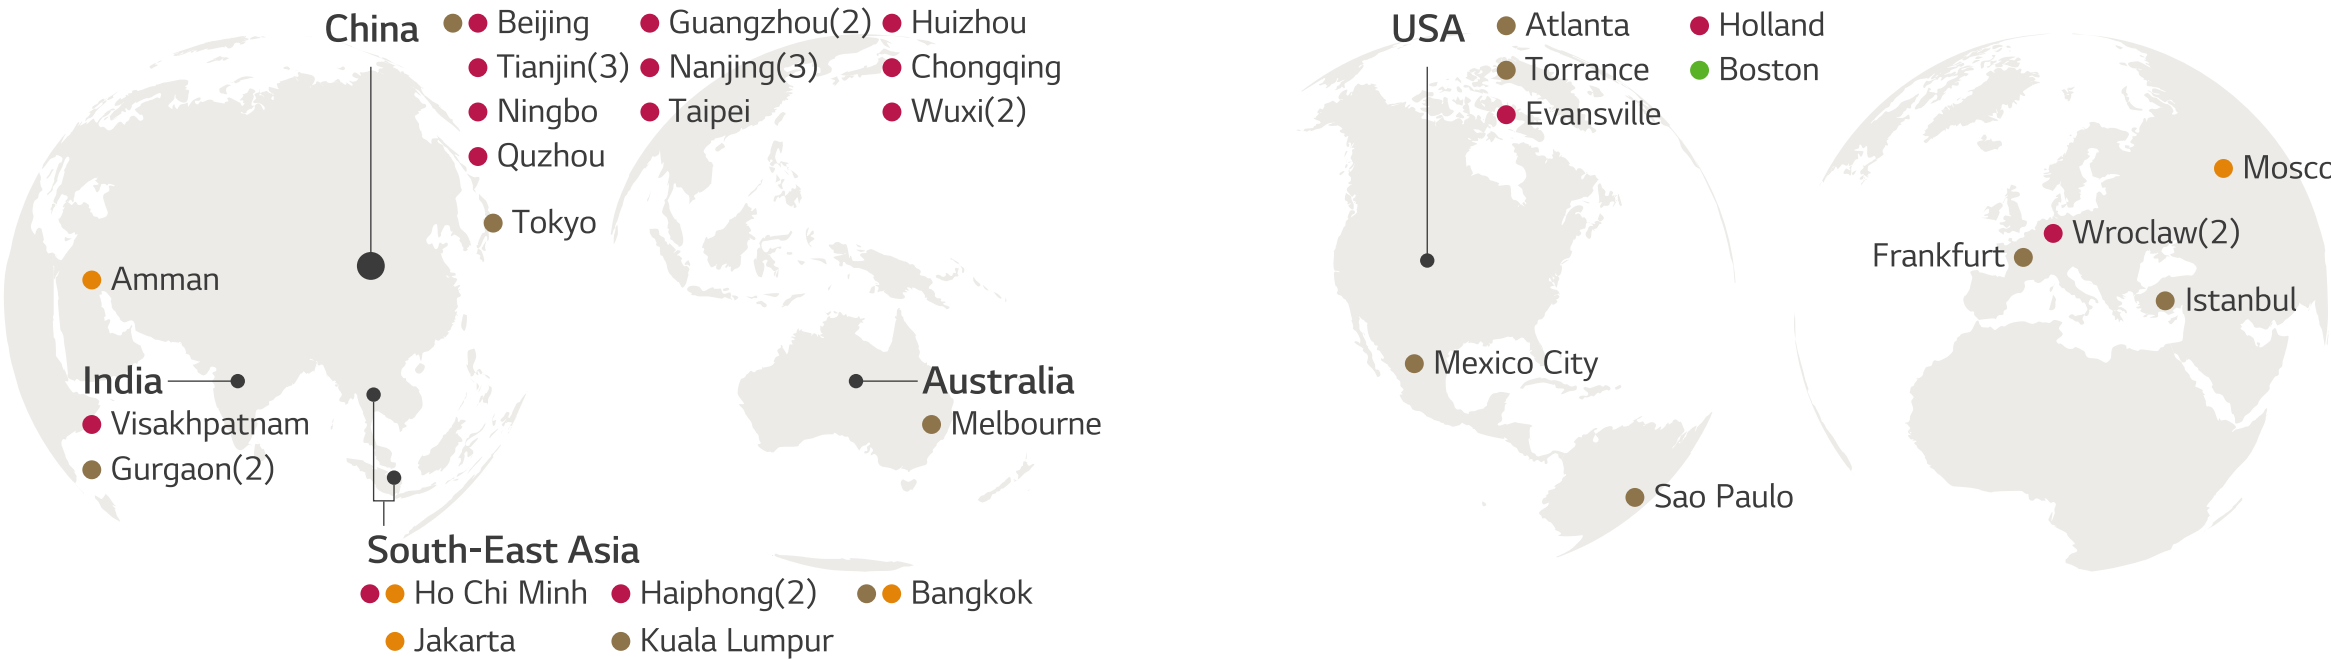 China
Beijing
Guangzhou(2)
Huizhou
Tianjin(3)
Nanjing(3)
Chongqing
Ningbo
Taipei
Wuxi(2)
Quzhou
Tokyo
Amman
India
Visakhpatnam
Gurgaon(2)
Australia
Melbourne
South-East Asia
Ho Chi Minh
Haiphong(2)
Bangkok
Jakarta
Kuala Lumpur
USA
Atlanta
Holland
Torrance
Boston
Evansville
Mexico City
Sao Paulo
Mosco
Wroclaw(2)
Frankfurt
Istanbul